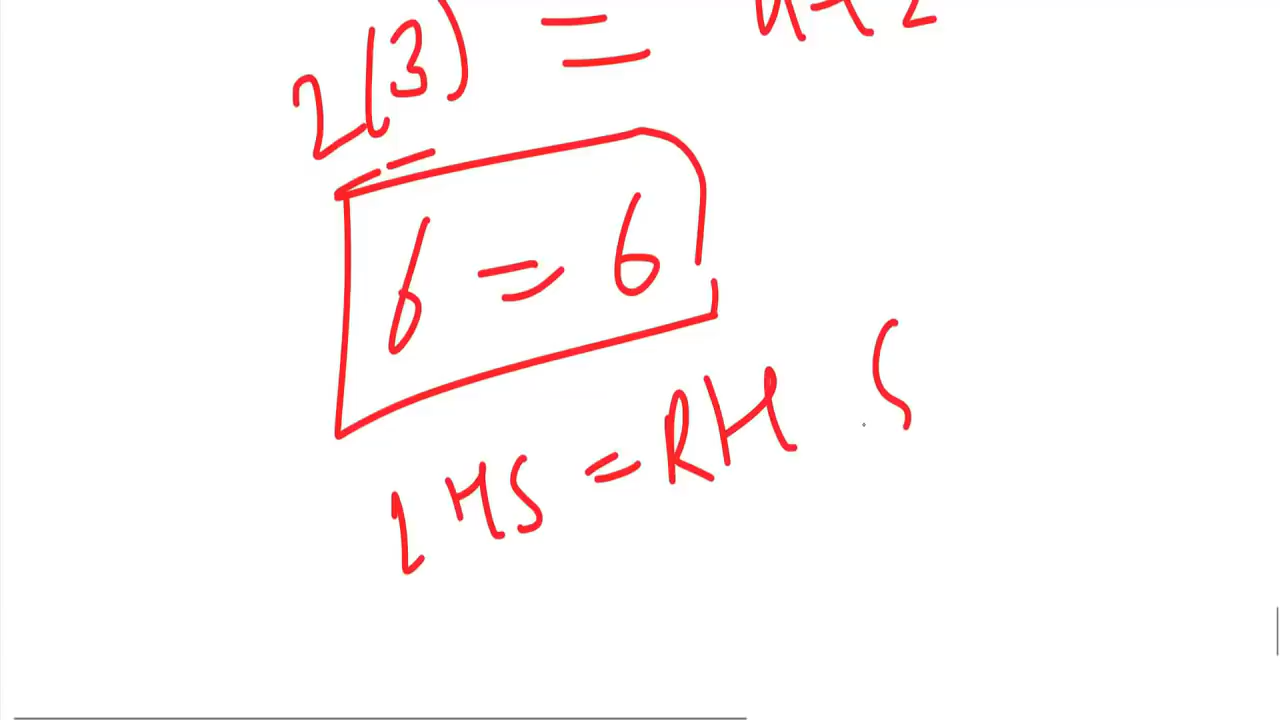 2(3) =
6 = 6
LHS = RHS